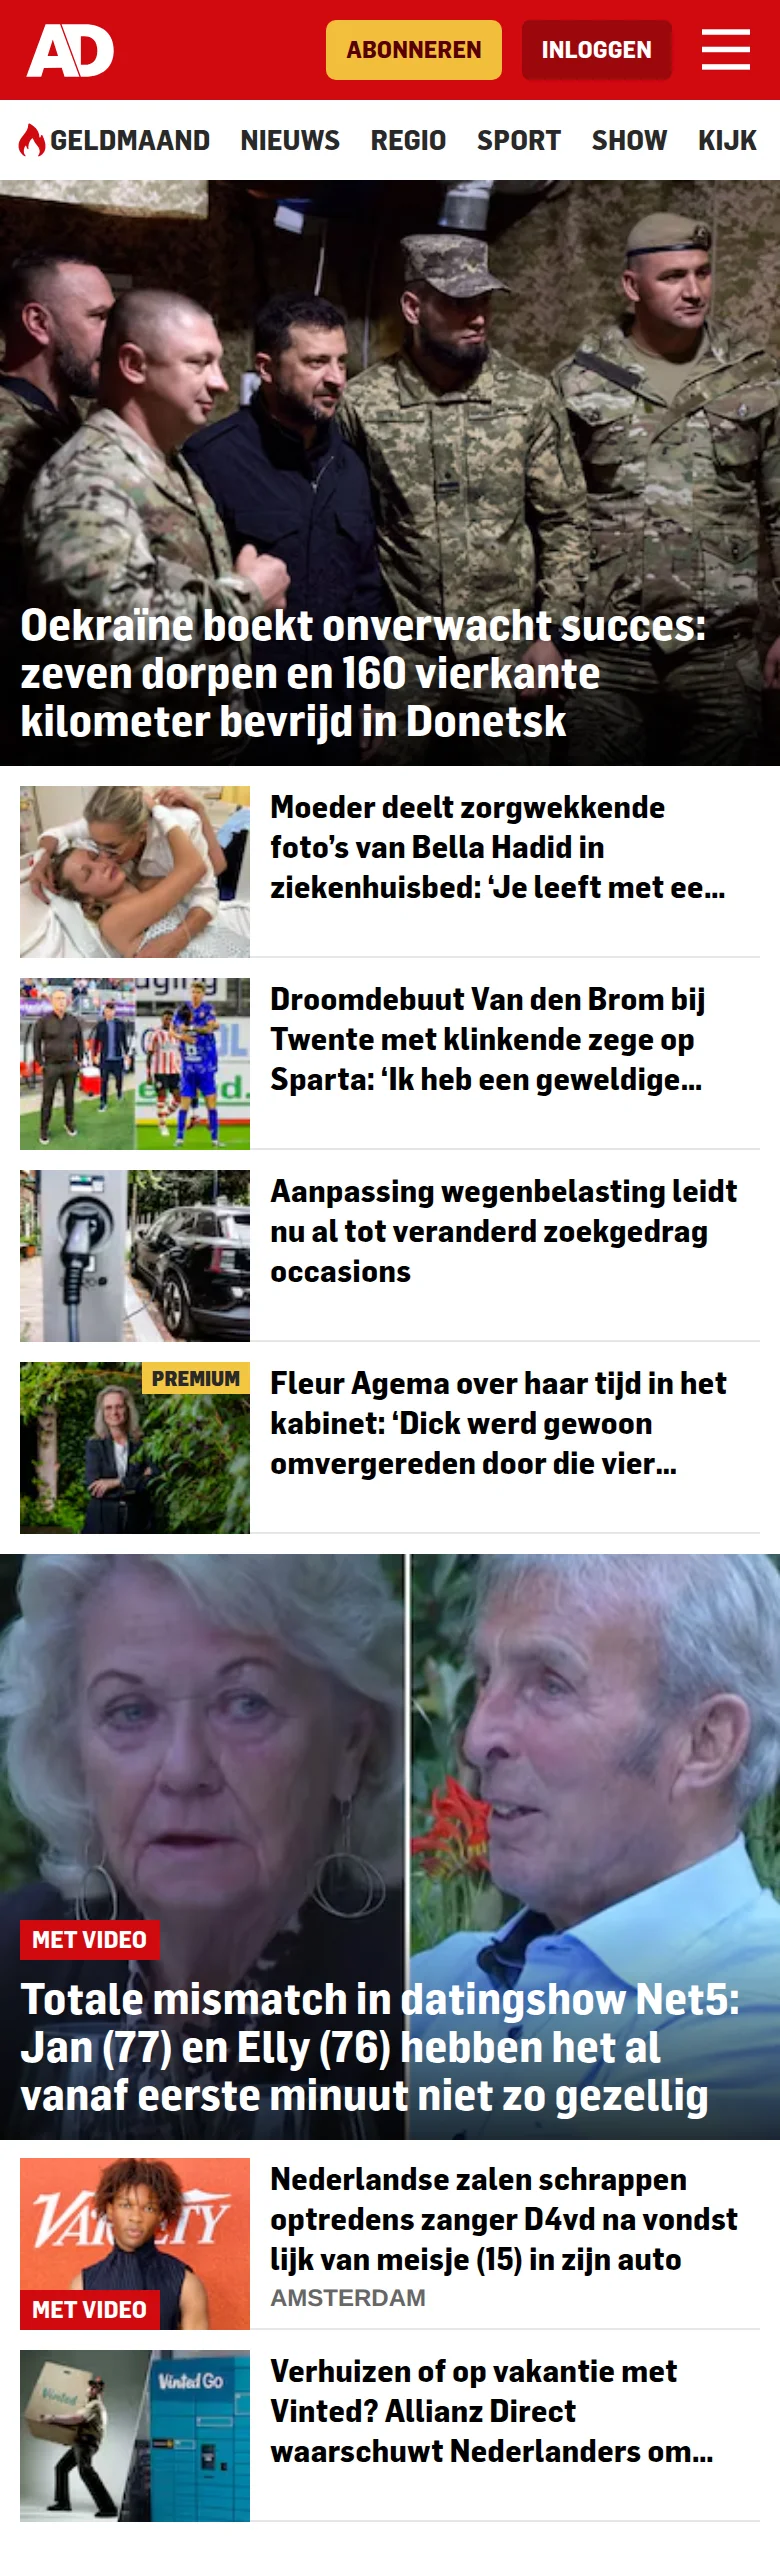 AD
ABONNEREN
INLOGGEN
GELDMAAND NIEUWS REGIO SPORT SHOW KIJK
Oekraïne boekt onverwacht succes:
zeven dorpen en 160 vierkante
kilometer bevrijd in Donetsk
Moeder deelt zorgwekkende
foto’s van Bella Hadid in
ziekenhuisbed: ‘Je leeft met ee...
Droomdebuut Van den Brom bij
Twente met klinkende zege op
Sparta: ‘Ik heb een geweldige...
Aanpassing wegenbelasting leidt
nu al tot veranderd zoekgedrag
occasions
PREMIUM
Fleur Agema over haar tijd in het
kabinet: ‘Dick werd gewoon
omvergereden door die vier...
MET VIDEO
Totale mismatch in datingshow Net5:
Jan (77) en Elly (76) hebben het al
vanaf eerste minuut niet zo gezellig
VARIETY
MET VIDEO
Nederlandse zalen schrappen
optredens zanger D4vd na vondst
lijk van meisje (15) in zijn auto
AMSTERDAM
Vinted
Vinted Go
Verhuizen of op vakantie met
Vinted? Allianz Direct
waarschuwt Nederlanders om...